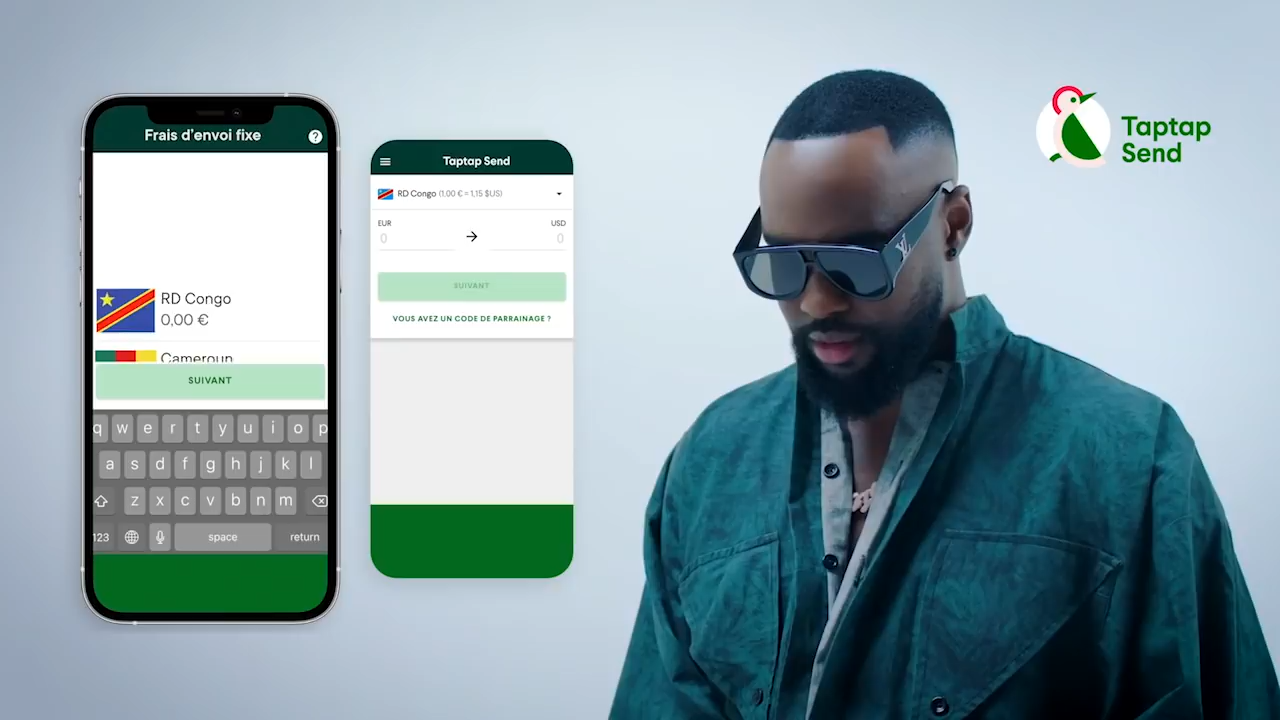 Frais d'envoi fixe
?
RD Congo
0,00 €
Cameroun
SUIVANT
q w e r t y u i o p
a s d f g h j k l
z x c v b n m
123 space return
Taptap Send
RD Congo (1,00 € = 1,15 $US)
EUR USD
0 0
SUIVANT
VOUS AVEZ UN CODE DE PARRAINAGE ?
LV
Taptap
Send